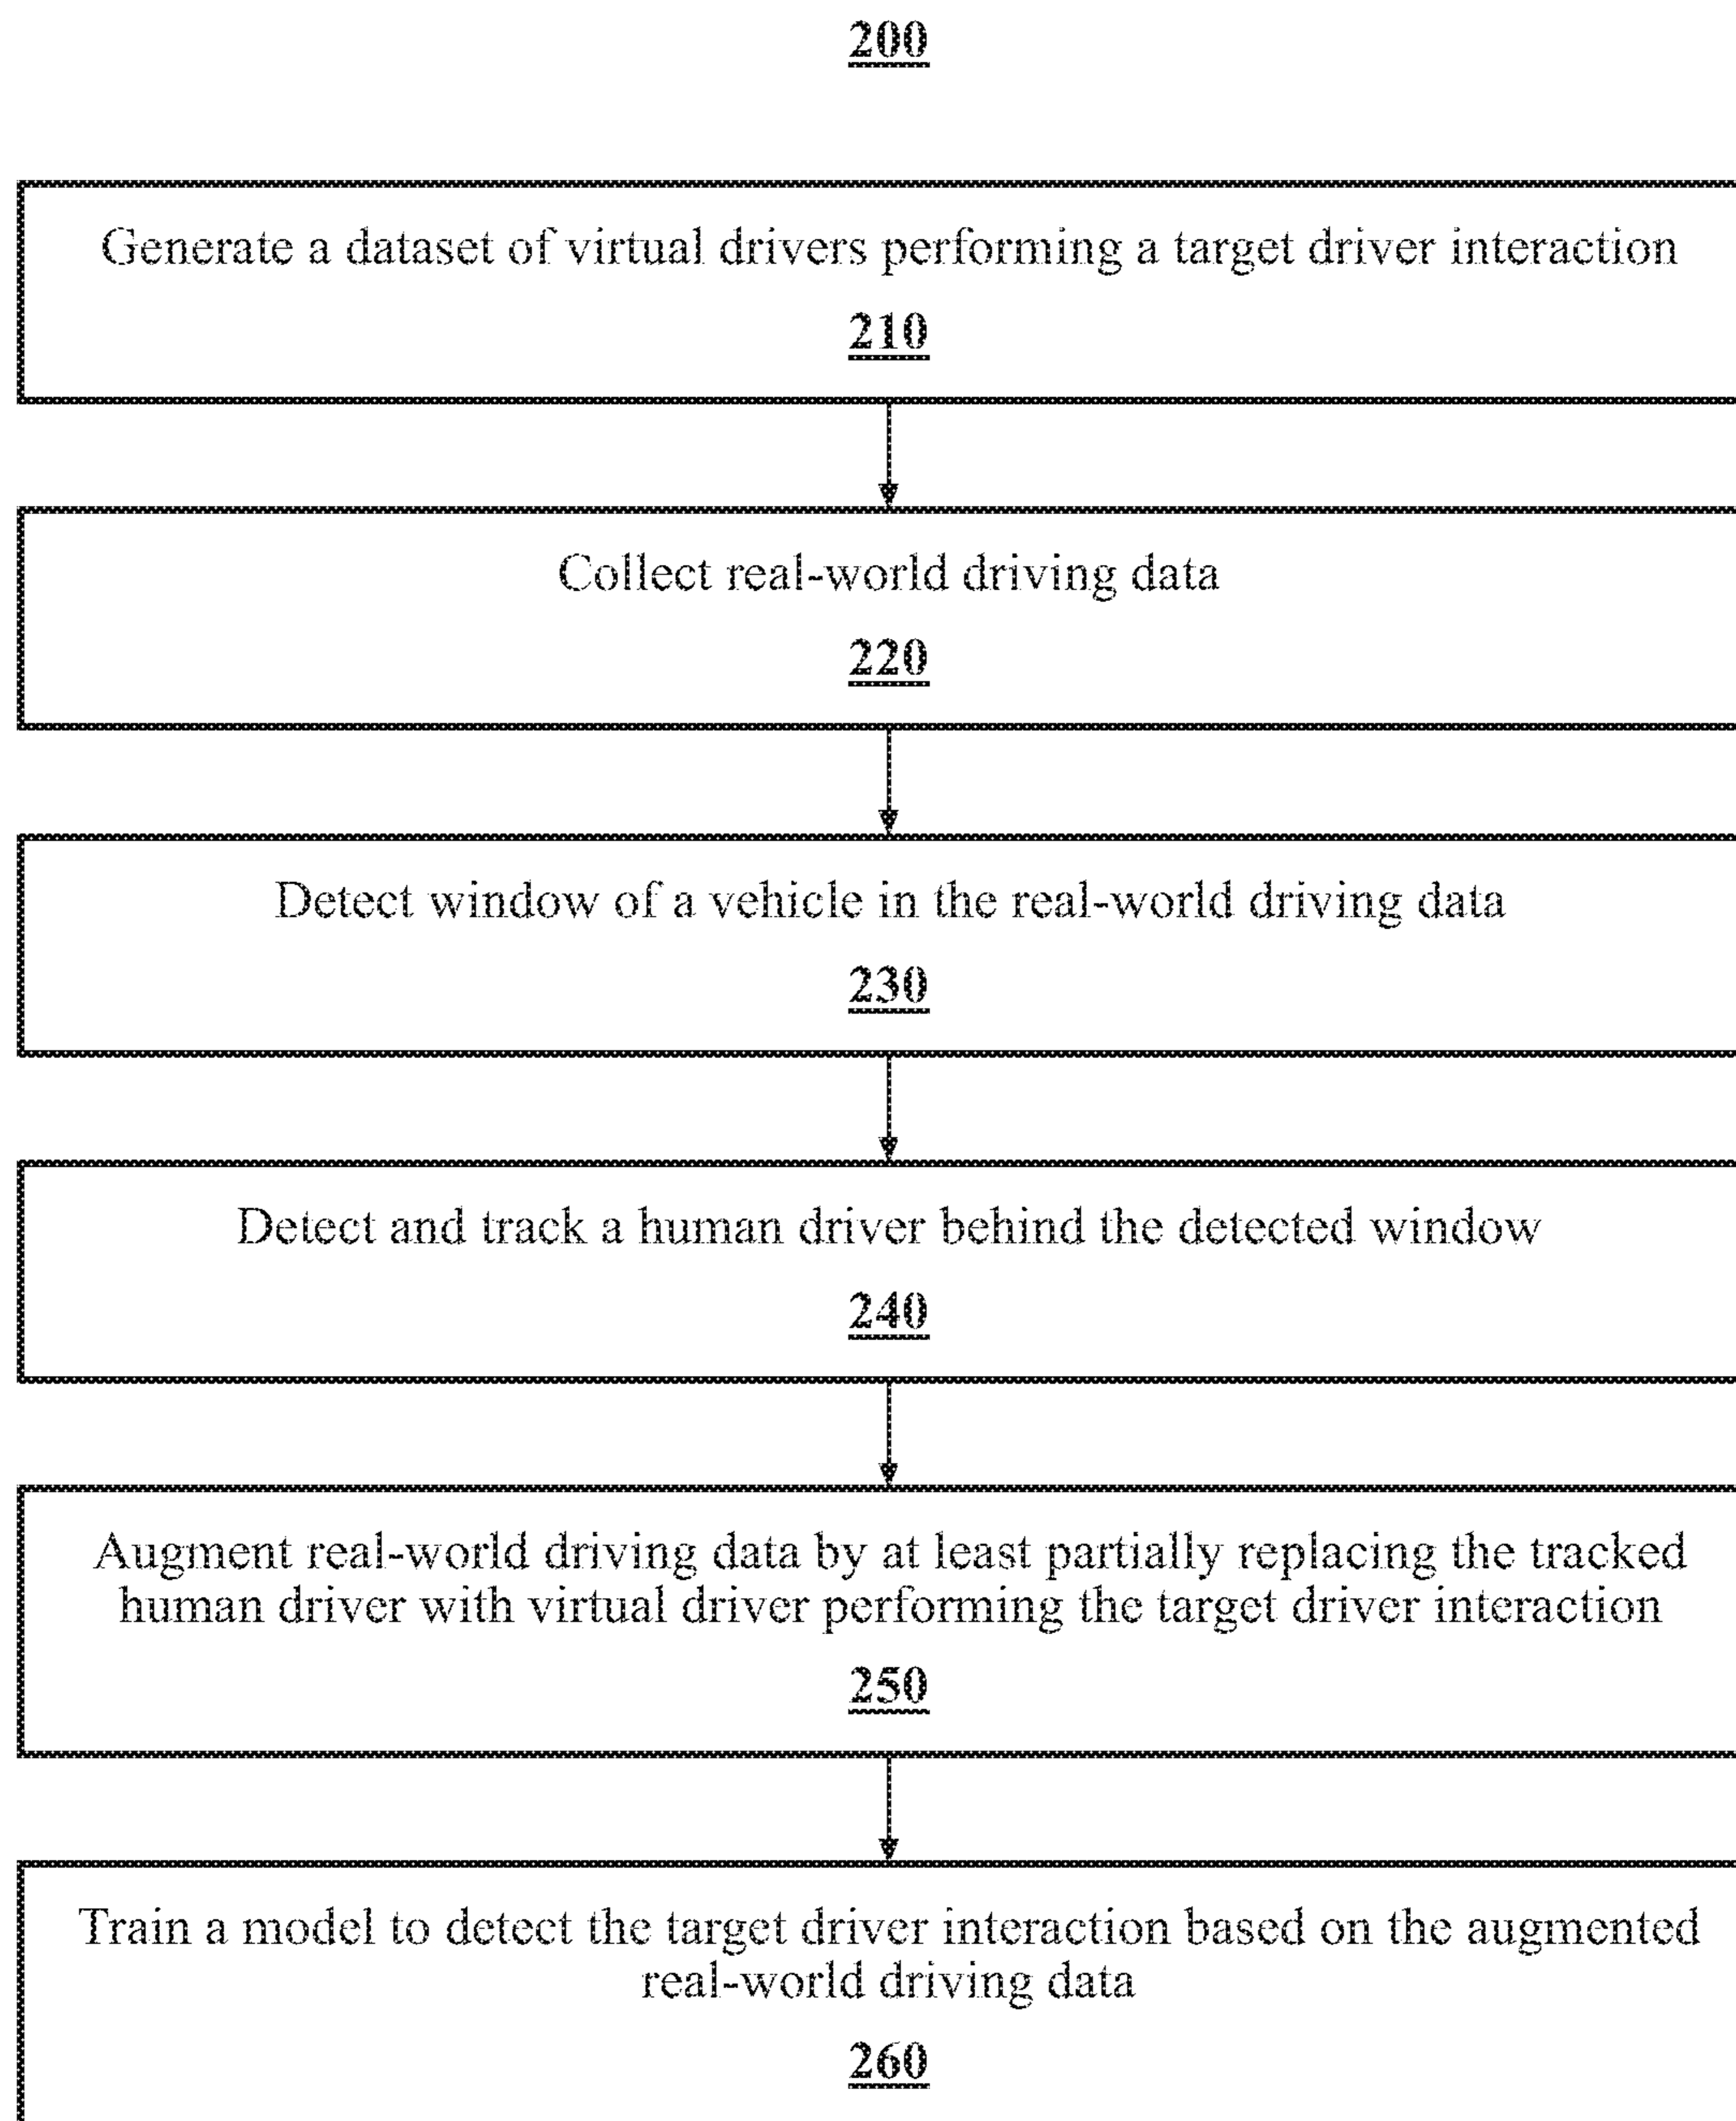 200
Generate a dataset of virtual drivers performing a target driver interaction
210
Collect real-world driving data
220
Detect window of a vehicle in the real-world driving data
230
Detect and track a human driver behind the detected window
240
Augment real-world driving data by at least partially replacing the tracked
human driver with virtual driver performing the target driver interaction
250
Train a model to detect the target driver interaction based on the augmented
real-world driving data
260